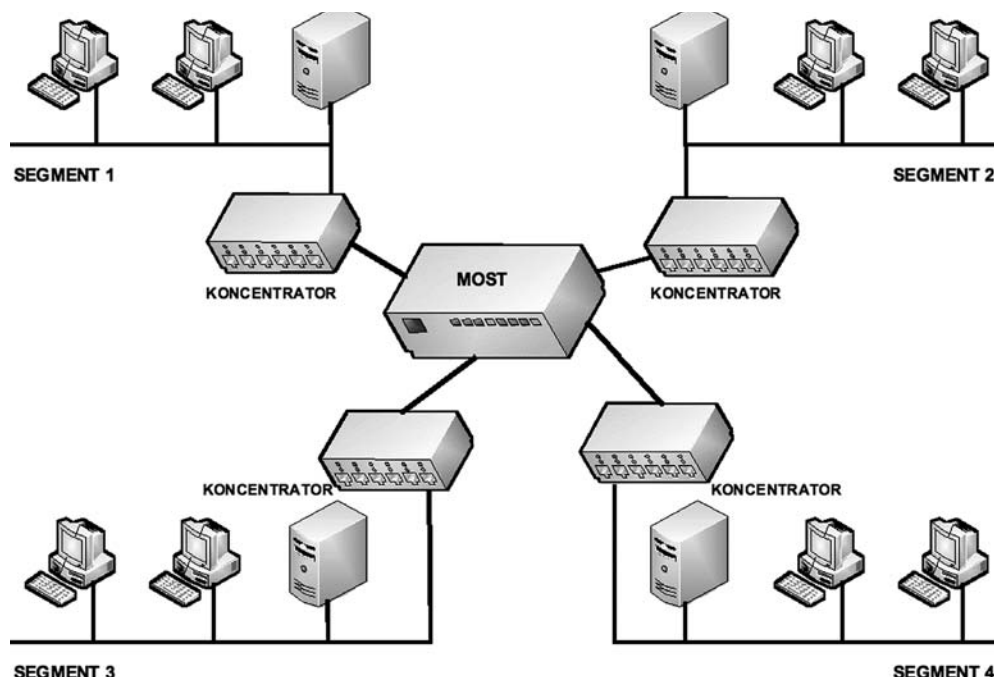 SEGMENT 1
SEGMENT 2
MOST
KONCENTRATOR
KONCENTRATOR
KONCENTRATOR
KONCENTRATOR
SEGMENT 3
SEGMENT 4